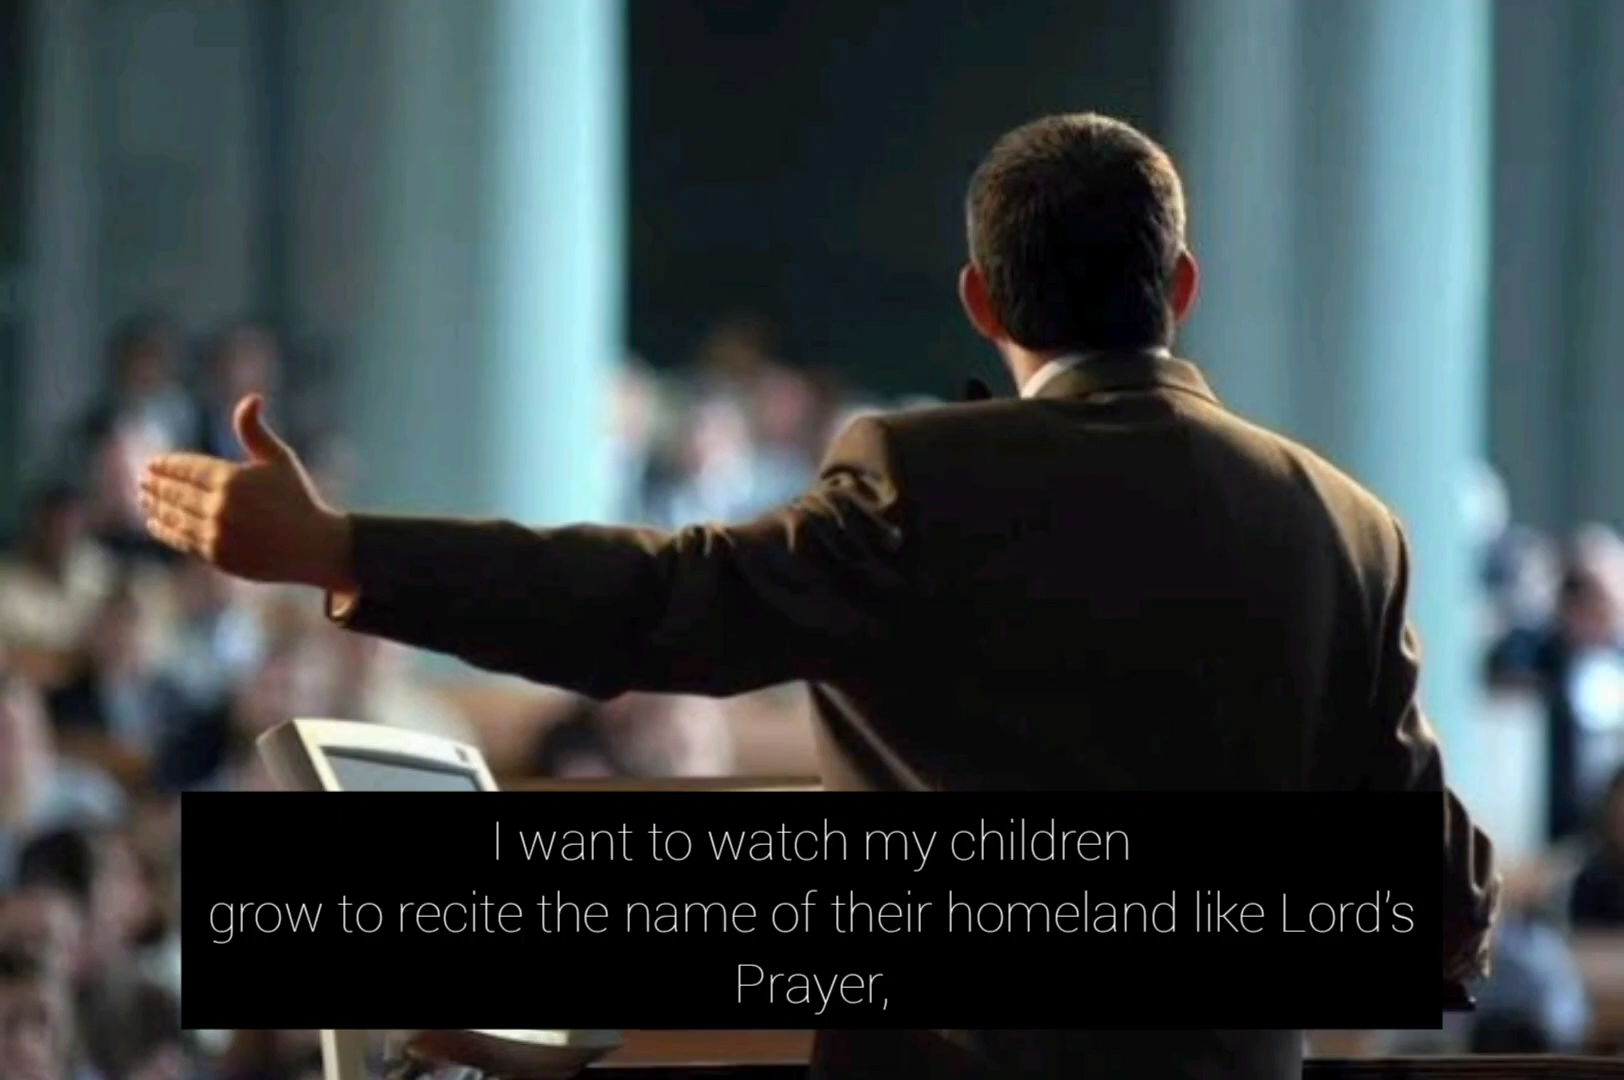 I want to watch my children
grow to recite the name of their homeland like Lord's
Prayer,